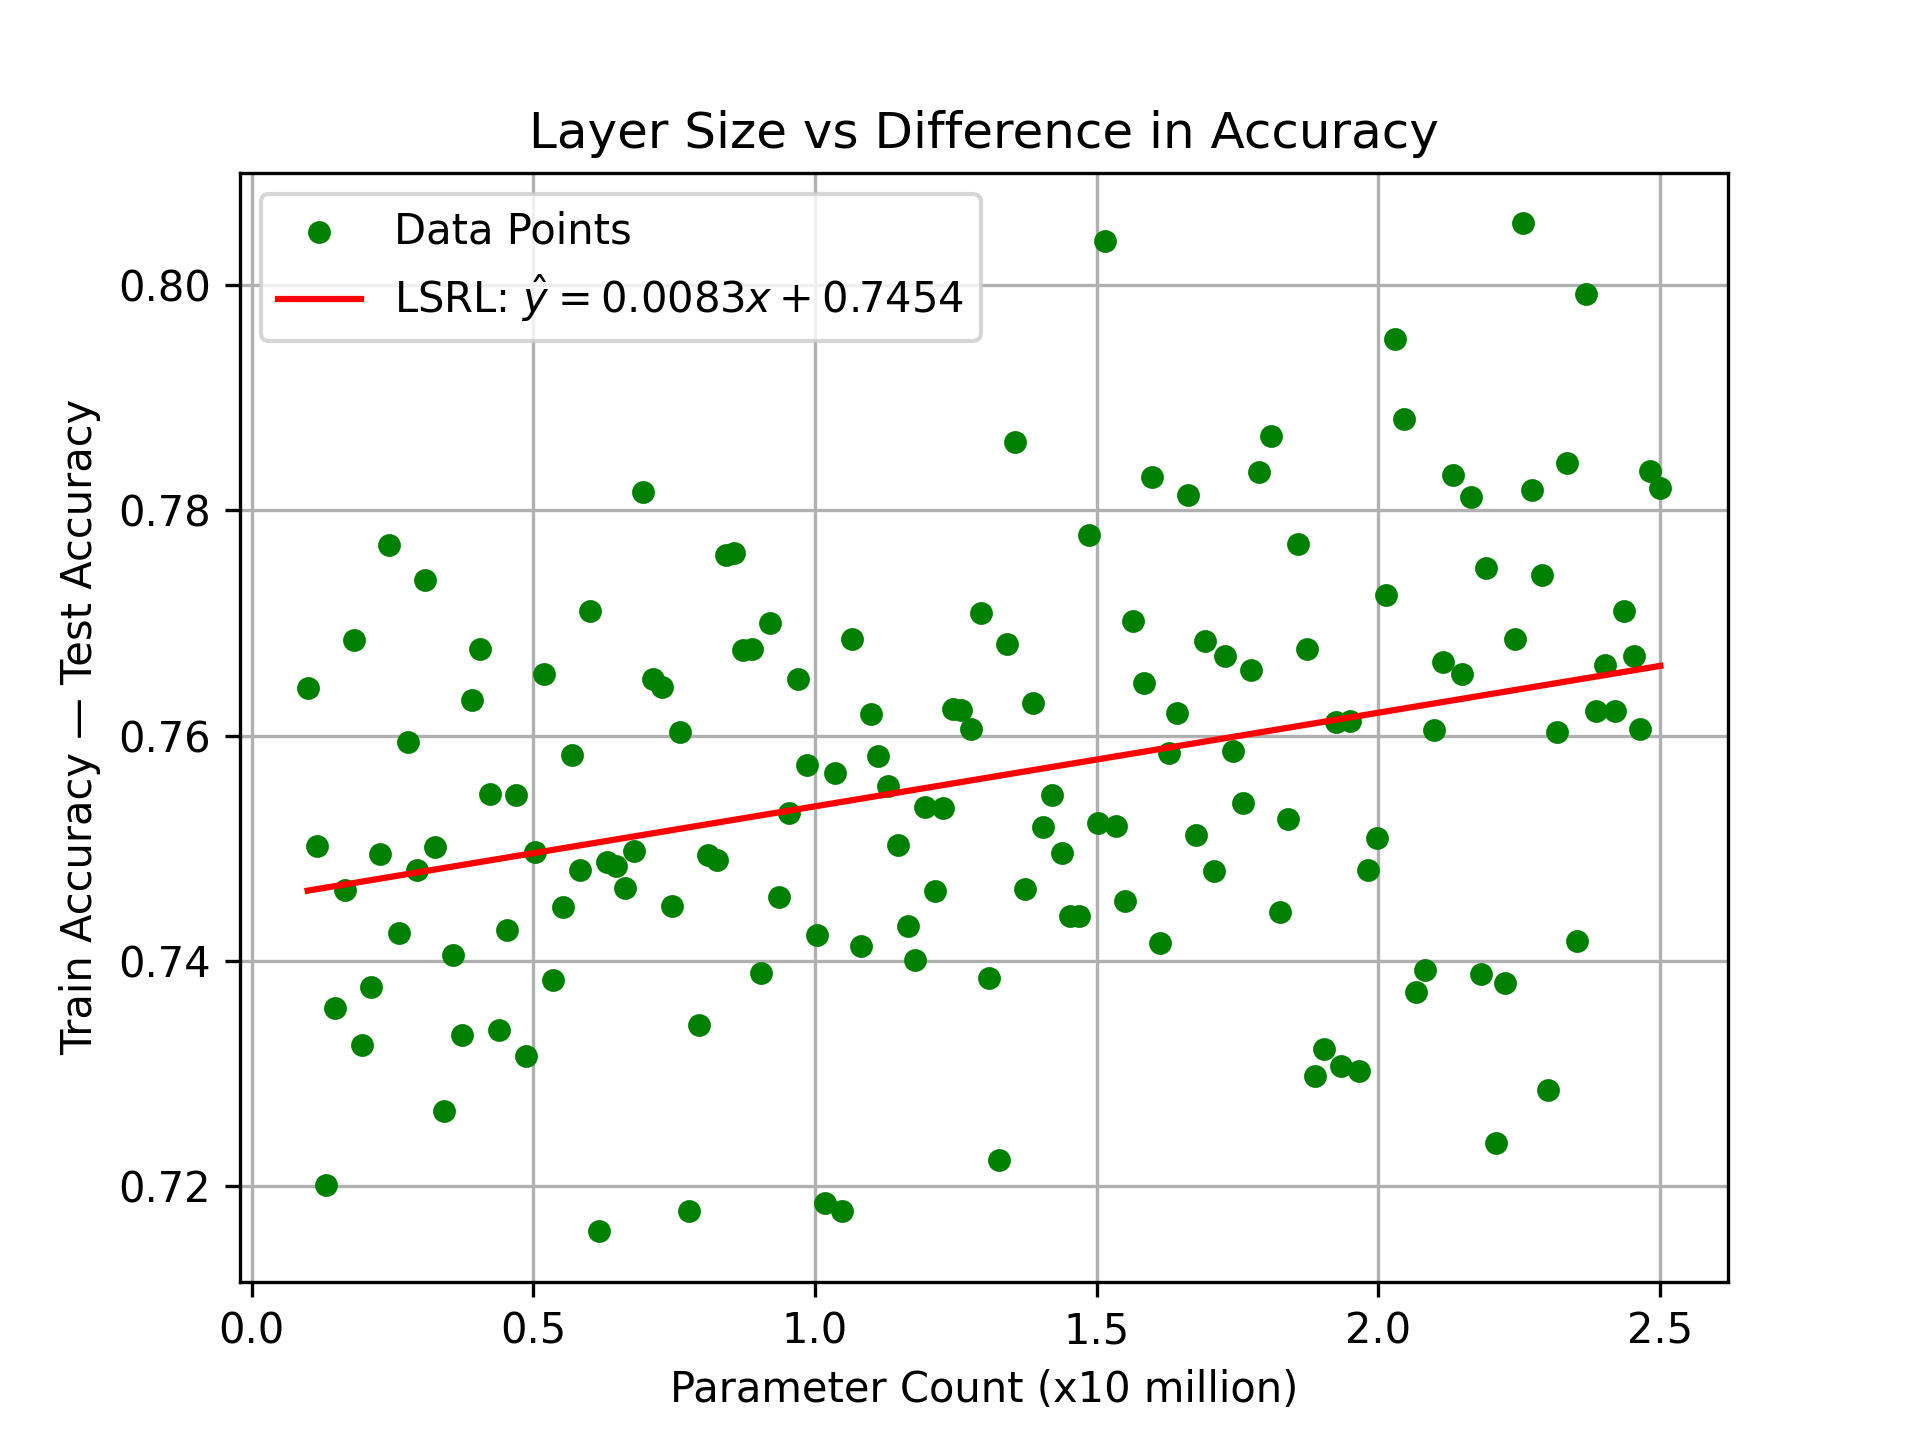 Layer Size vs Difference in Accuracy
Data Points
LSRL: ŷ = 0.0083x + 0.7454
Train Accuracy — Test Accuracy
0.80
0.78
0.76
0.74
0.72
0.0 0.5 1.0 1.5 2.0 2.5
Parameter Count (x10 million)